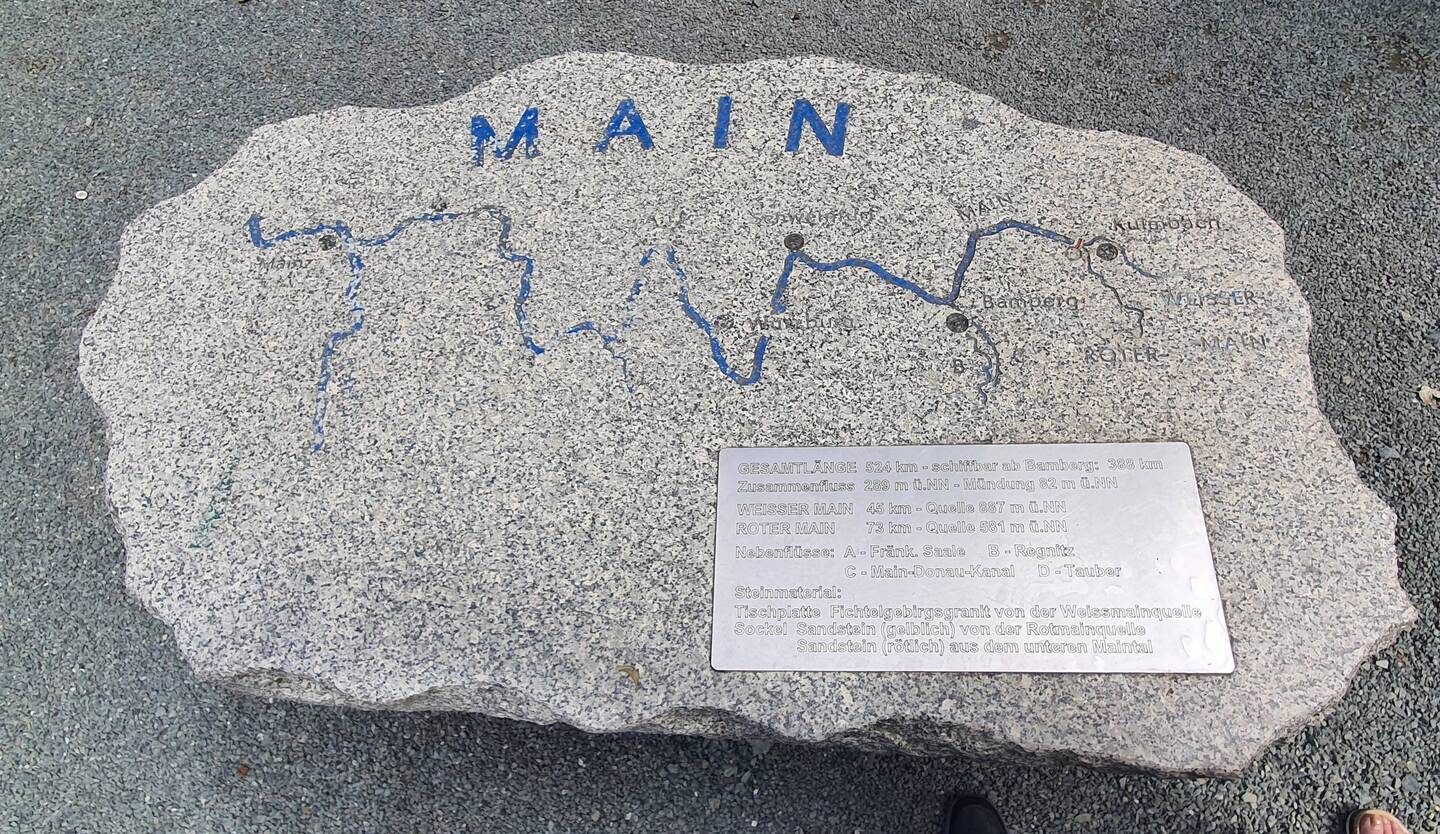 MAIN
MAIN
Kulmbach
Mainz
WEISSER-
Bamberg
Würzburg
ROTER- MAIN
B
GESAMTLÄNGE 524 km - schiffbar ab Bamberg: 388 km
Zusammenfluss 289 m ü.NN - Mündung 82 m ü.NN
WEISSER MAIN 45 km - Quelle 887 m ü.NN
ROTER MAIN 73 km - Quelle 581 m ü.NN
Nebenflüsse: A - Fränk. Saale B - Regnitz
C - Main-Donau-Kanal D - Tauber
Steinmaterial:
Tischplatte Fichtelgebirgsgranit von der Weissmainquelle
Sockel Sandstein (gelblich) von der Rotmainquelle
Sandstein (rötlich) aus dem unteren Maintal